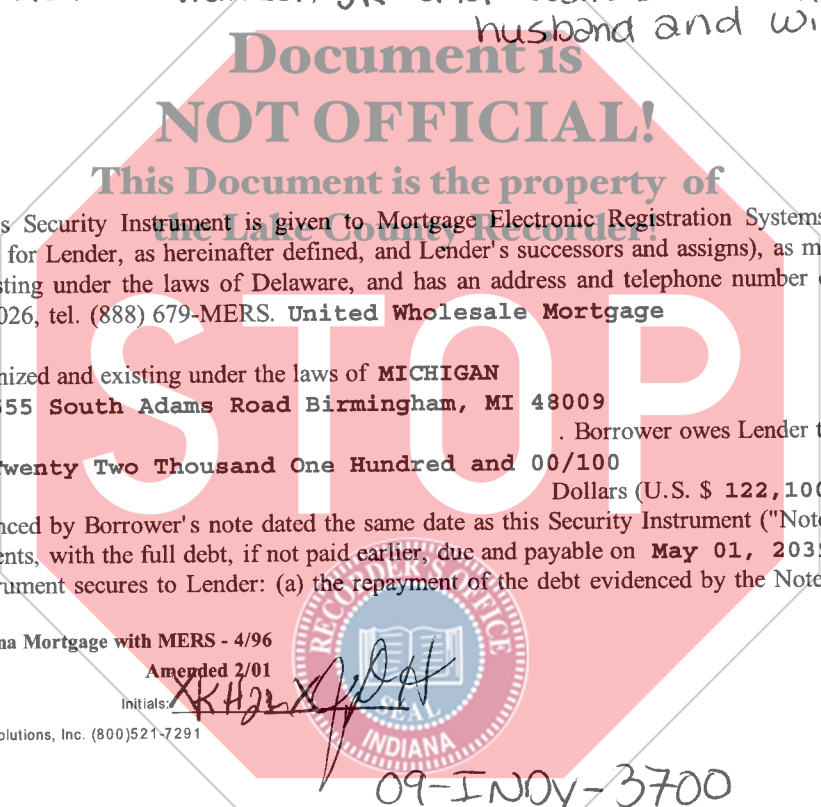 husband and wi
Document is
NOT OFFICIAL!
This Document is the property of
the Lake County Recorder!
s Security Instrument is given to Mortgage Electronic Registration Systems
for Lender, as hereinafter defined, and Lender's successors and assigns), as m
sting under the laws of Delaware, and has an address and telephone number
026, tel. (888) 679-MERS. United Wholesale Mortgage
nized and existing under the laws of MICHIGAN
555 South Adams Road Birmingham, MI 48009
. Borrower owes Lender t
wenty Two Thousand One Hundred and 00/100
Dollars (U.S. $ 122,100
nced by Borrower's note dated the same date as this Security Instrument ("Note
ents, with the full debt, if not paid earlier, due and payable on May 01, 203
rument secures to Lender: (a) the repayment of the debt evidenced by the Note
STOP
RECORDER'S OFFICE
SEAL
INDIANA
na Mortgage with MERS - 4/96
Amended 2/01
Initials:
olutions, Inc. (800)521-7291
09-INDV-3700